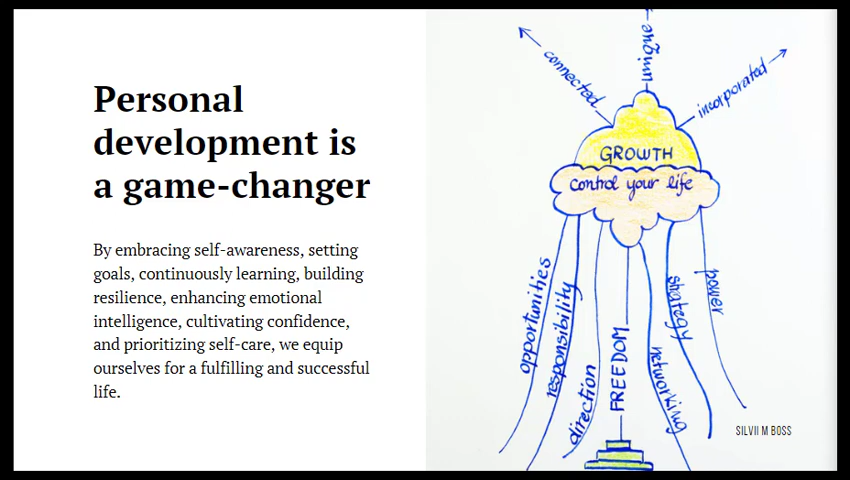 Personal
development is
a game-changer
By embracing self-awareness, setting
goals, continuously learning, building
resilience, enhancing emotional
intelligence, cultivating confidence,
and prioritizing self-care, we equip
ourselves for a fulfilling and successful
life.
connected
unique
incorporated
GROWTH
Control your life
opportunities
responsibility
direction
FREEDOM
networking
strategy
power
SILVII M BOSS